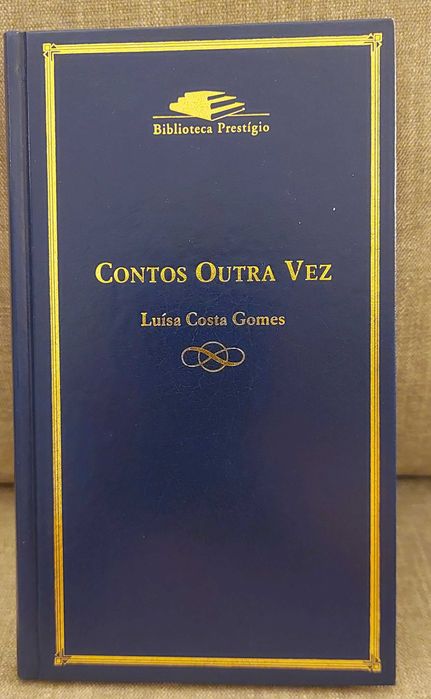 Biblioteca Prestígio
CONTOS OUTRA VEZ
Luísa Costa Gomes